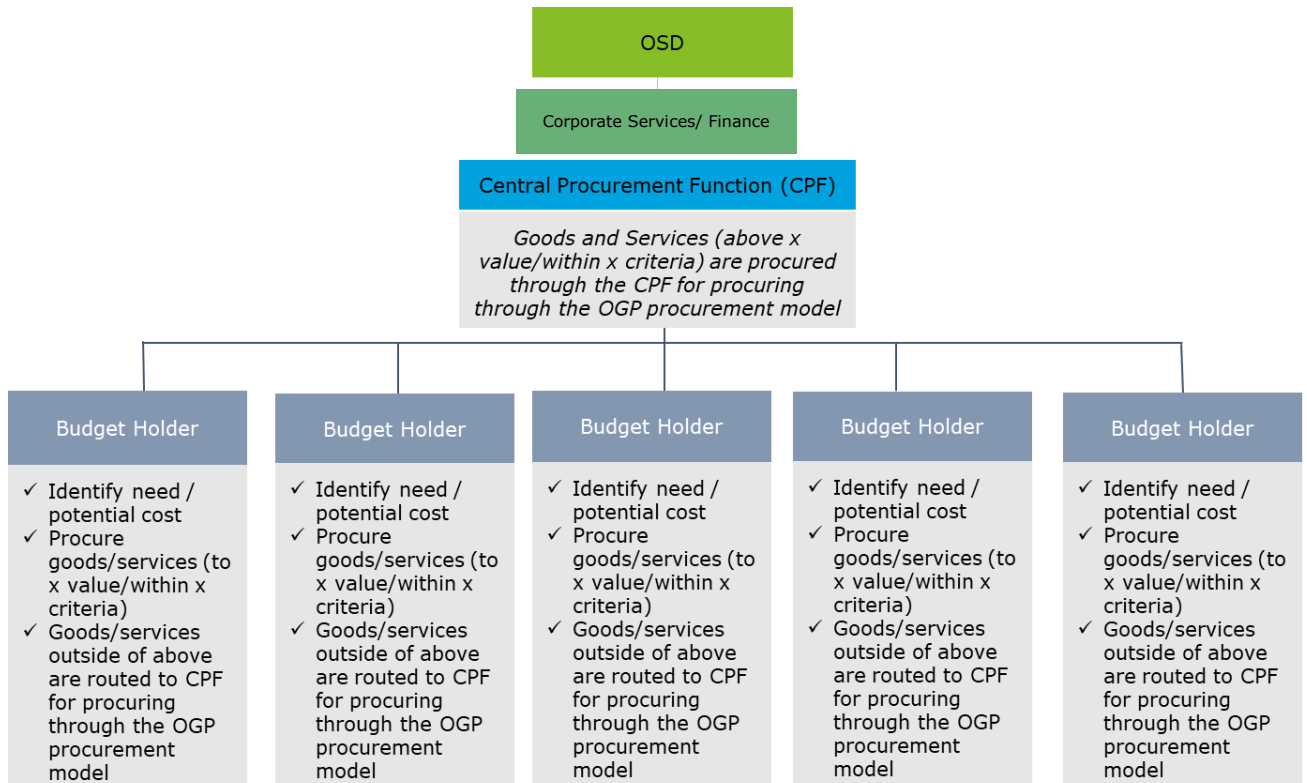 OSD
Corporate Services/ Finance
Central Procurement Function (CPF)
Goods and Services (above x
value/within x criteria) are procured
through the CPF for procuring
through the OGP procurement model
Budget Holder
✓ Identify need /
potential cost
✓ Procure
goods/services (to
x value/within x
criteria)
✓ Goods/services
outside of above
are routed to CPF
for procuring
through the OGP
procurement
model
Budget Holder
✓ Identify need /
potential cost
✓ Procure
goods/services (to
x value/within x
criteria)
✓ Goods/services
outside of above
are routed to CPF
for procuring
through the OGP
procurement
model
Budget Holder
✓ Identify need /
potential cost
✓ Procure
goods/services (to
x value/within x
criteria)
✓ Goods/services
outside of above
are routed to CPF
for procuring
through the OGP
procurement
model
Budget Holder
✓ Identify need /
potential cost
✓ Procure
goods/services (to
x value/within x
criteria)
✓ Goods/services
outside of above
are routed to CPF
for procuring
through the OGP
procurement
model
Budget Holder
✓ Identify need /
potential cost
✓ Procure
goods/services (to
x value/within x
criteria)
✓ Goods/services
outside of above
are routed to CPF
for procuring
through the OGP
procurement
model